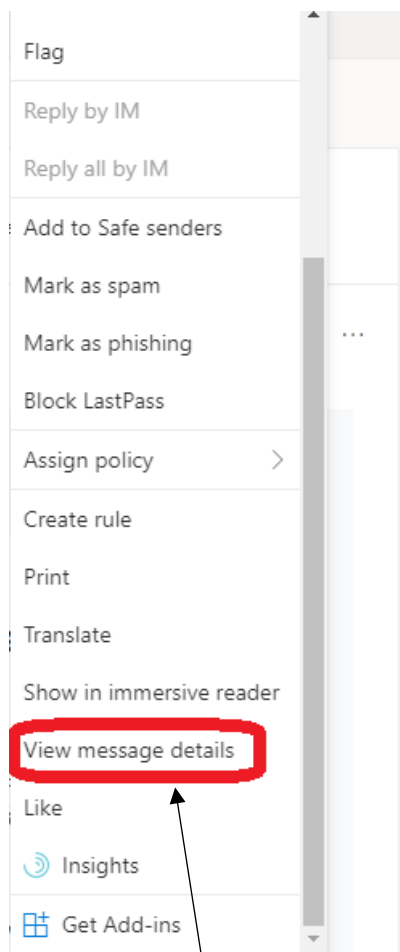 Flag
Reply by IM
Reply all by IM
Add to Safe senders
Mark as spam
Mark as phishing
Block LastPass
Assign policy
Create rule
Print
Translate
Show in immersive reader
View message details
Like
Insights
Get Add-ins